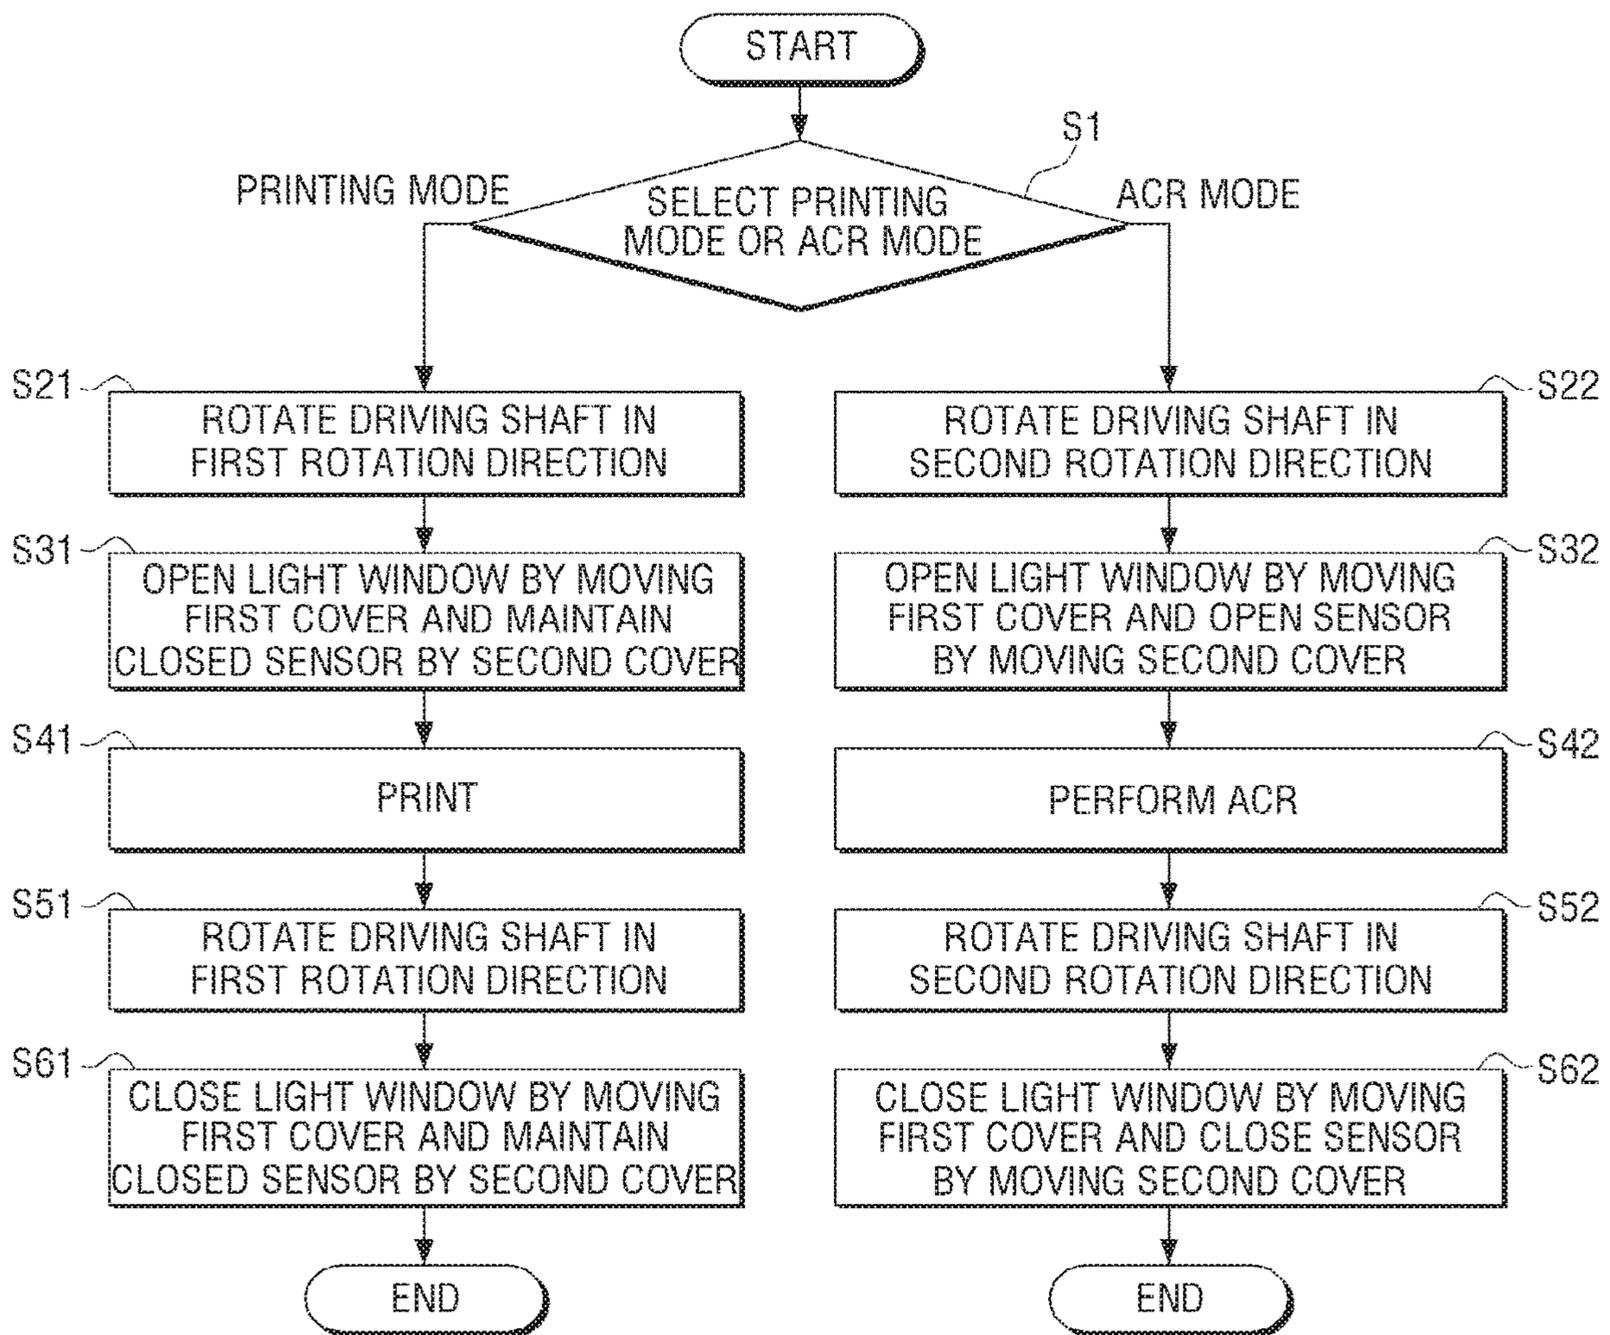 START
S1
PRINTING MODE
SELECT PRINTING
MODE OR ACR MODE
ACR MODE
S21
ROTATE DRIVING SHAFT IN
FIRST ROTATION DIRECTION
S22
ROTATE DRIVING SHAFT IN
SECOND ROTATION DIRECTION
S31
OPEN LIGHT WINDOW BY MOVING
FIRST COVER AND MAINTAIN
CLOSED SENSOR BY SECOND COVER
S32
OPEN LIGHT WINDOW BY MOVING
FIRST COVER AND OPEN SENSOR
BY MOVING SECOND COVER
S41
PRINT
S42
PERFORM ACR
S51
ROTATE DRIVING SHAFT IN
FIRST ROTATION DIRECTION
S52
ROTATE DRIVING SHAFT IN
SECOND ROTATION DIRECTION
S61
CLOSE LIGHT WINDOW BY MOVING
FIRST COVER AND MAINTAIN
CLOSED SENSOR BY SECOND COVER
S62
CLOSE LIGHT WINDOW BY MOVING
FIRST COVER AND CLOSE SENSOR
BY MOVING SECOND COVER
END
END